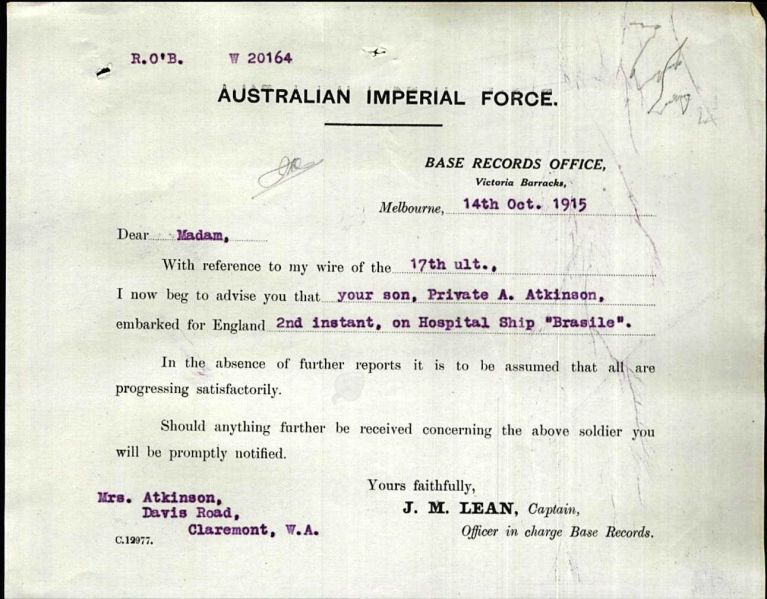 R.O'B. W 20164
AUSTRALIAN IMPERIAL FORCE.
BASE RECORDS OFFICE,
Victoria Barracks,
Melbourne, 14th Oct. 1915
Dear Madam,
With reference to my wire of the 17th ult.,
I now beg to advise you that your son, Private A. Atkinson,
embarked for England 2nd instant, on Hospital Ship "Brasile".
In the absence of further reports it is to be assumed that all are
progressing satisfactorily.
Should anything further be received concerning the above soldier you
will be promptly notified.
Yours faithfully,
J. M. LEAN, Captain,
Officer in charge Base Records.
Mrs. Atkinson,
Davis Road,
Claremont, W.A.
C.12977.